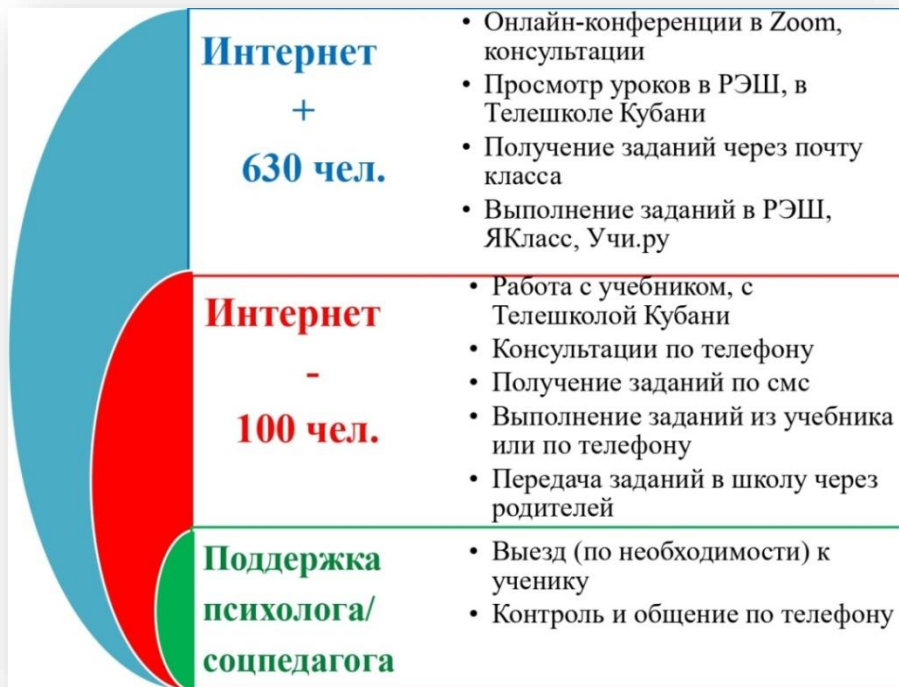 Интернет
+
630 чел.
• Онлайн-конференции в Zoom,
консультации
• Просмотр уроков в РЭШ, в
Телешколе Кубани
• Получение заданий через почту
класса
• Выполнение заданий в РЭШ,
ЯКласс, Учи.ру
Интернет
-
100 чел.
• Работа с учебником, с
Телешколой Кубани
• Консультации по телефону
• Получение заданий по смс
• Выполнение заданий из учебника
или по телефону
• Передача заданий в школу через
родителей
Поддержка
психолога/
соцпедагога
• Выезд (по необходимости) к
ученику
• Контроль и общение по телефону